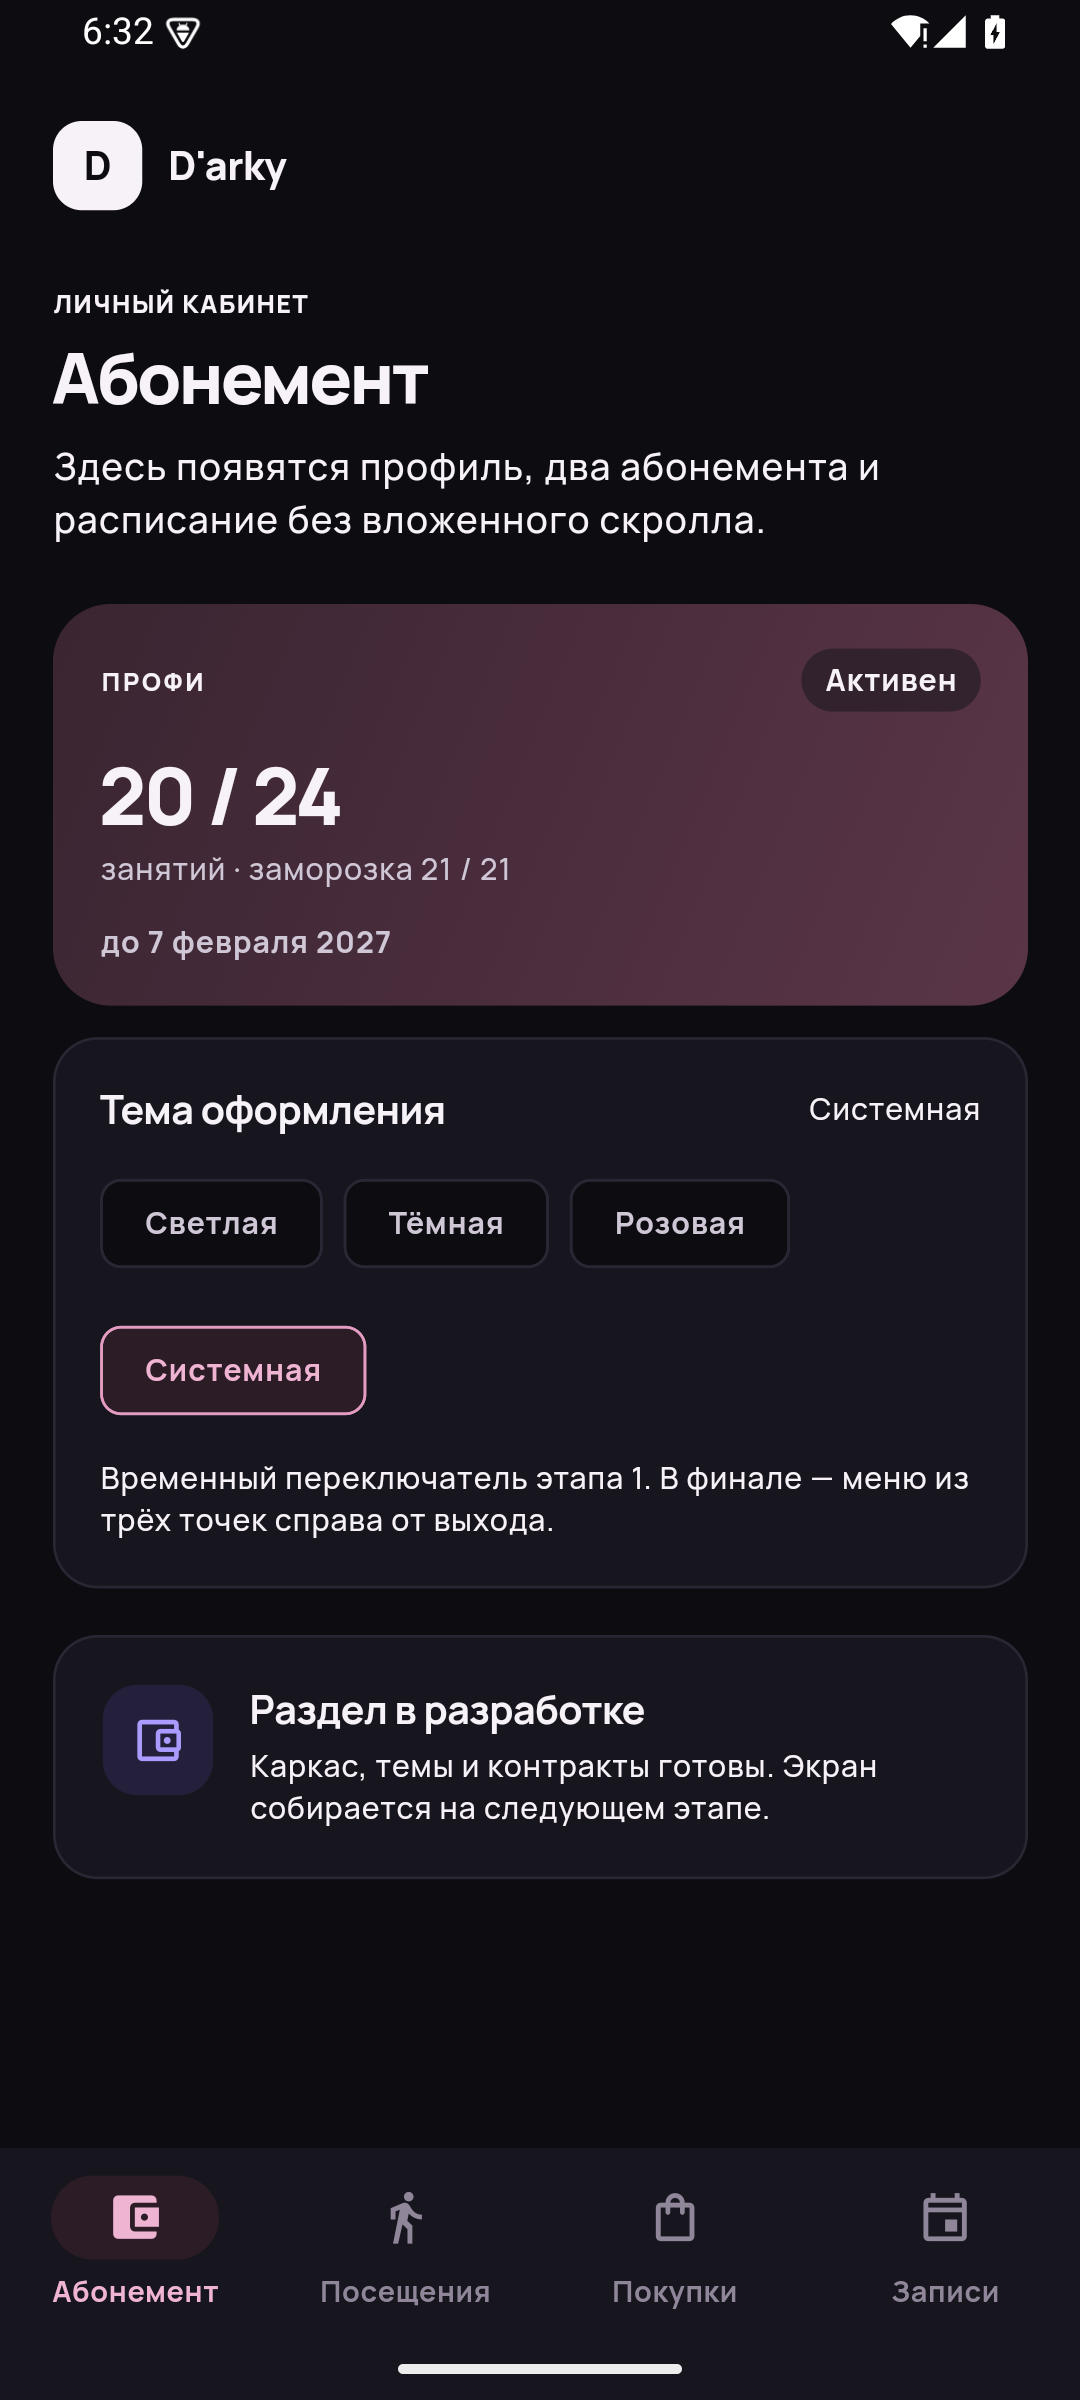 6:32
D
D'arky
ЛИЧНЫЙ КАБИНЕТ
Абонемент
Здесь появятся профиль, два абонемента и
расписание без вложенного скролла.
ПРОФИ
Активен
20 / 24
занятий · заморозка 21 / 21
до 7 февраля 2027
Тема оформления
Системная
Светлая
Тёмная
Розовая
Системная
Временный переключатель этапа 1. В финале — меню из
трёх точек справа от выхода.
Раздел в разработке
Каркас, темы и контракты готовы. Экран
собирается на следующем этапе.
Абонемент
Посещения
Покупки
Записи